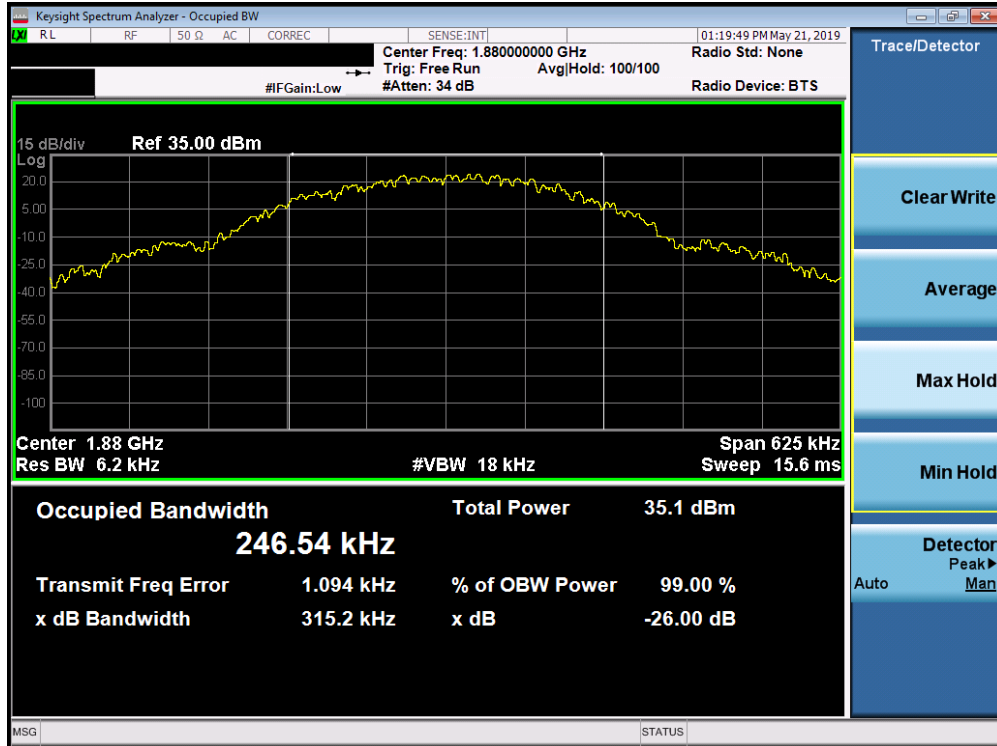 Keysight Spectrum Analyzer - Occupied BW
LXI RL RF 50 Ω AC CORREC SENSE:INT 01:19:49 PM May 21, 2019
Center Freq: 1.880000000 GHz Radio Std: None
Trig: Free Run Avg|Hold: 100/100
#IFGain:Low #Atten: 34 dB Radio Device: BTS
15 dB/div Ref 35.00 dBm
Log
20.0
5.00
-10.0
-25.0
-40.0
-55.0
-70.0
-85.0
-100
Center 1.88 GHz Span 625 kHz
Res BW 6.2 kHz #VBW 18 kHz Sweep 15.6 ms
Occupied Bandwidth Total Power 35.1 dBm
246.54 kHz
Transmit Freq Error 1.094 kHz % of OBW Power 99.00 %
x dB Bandwidth 315.2 kHz x dB -26.00 dB
MSG STATUS
Trace/Detector
Clear Write
Average
Max Hold
Min Hold
Detector
Peak▶
Auto Man